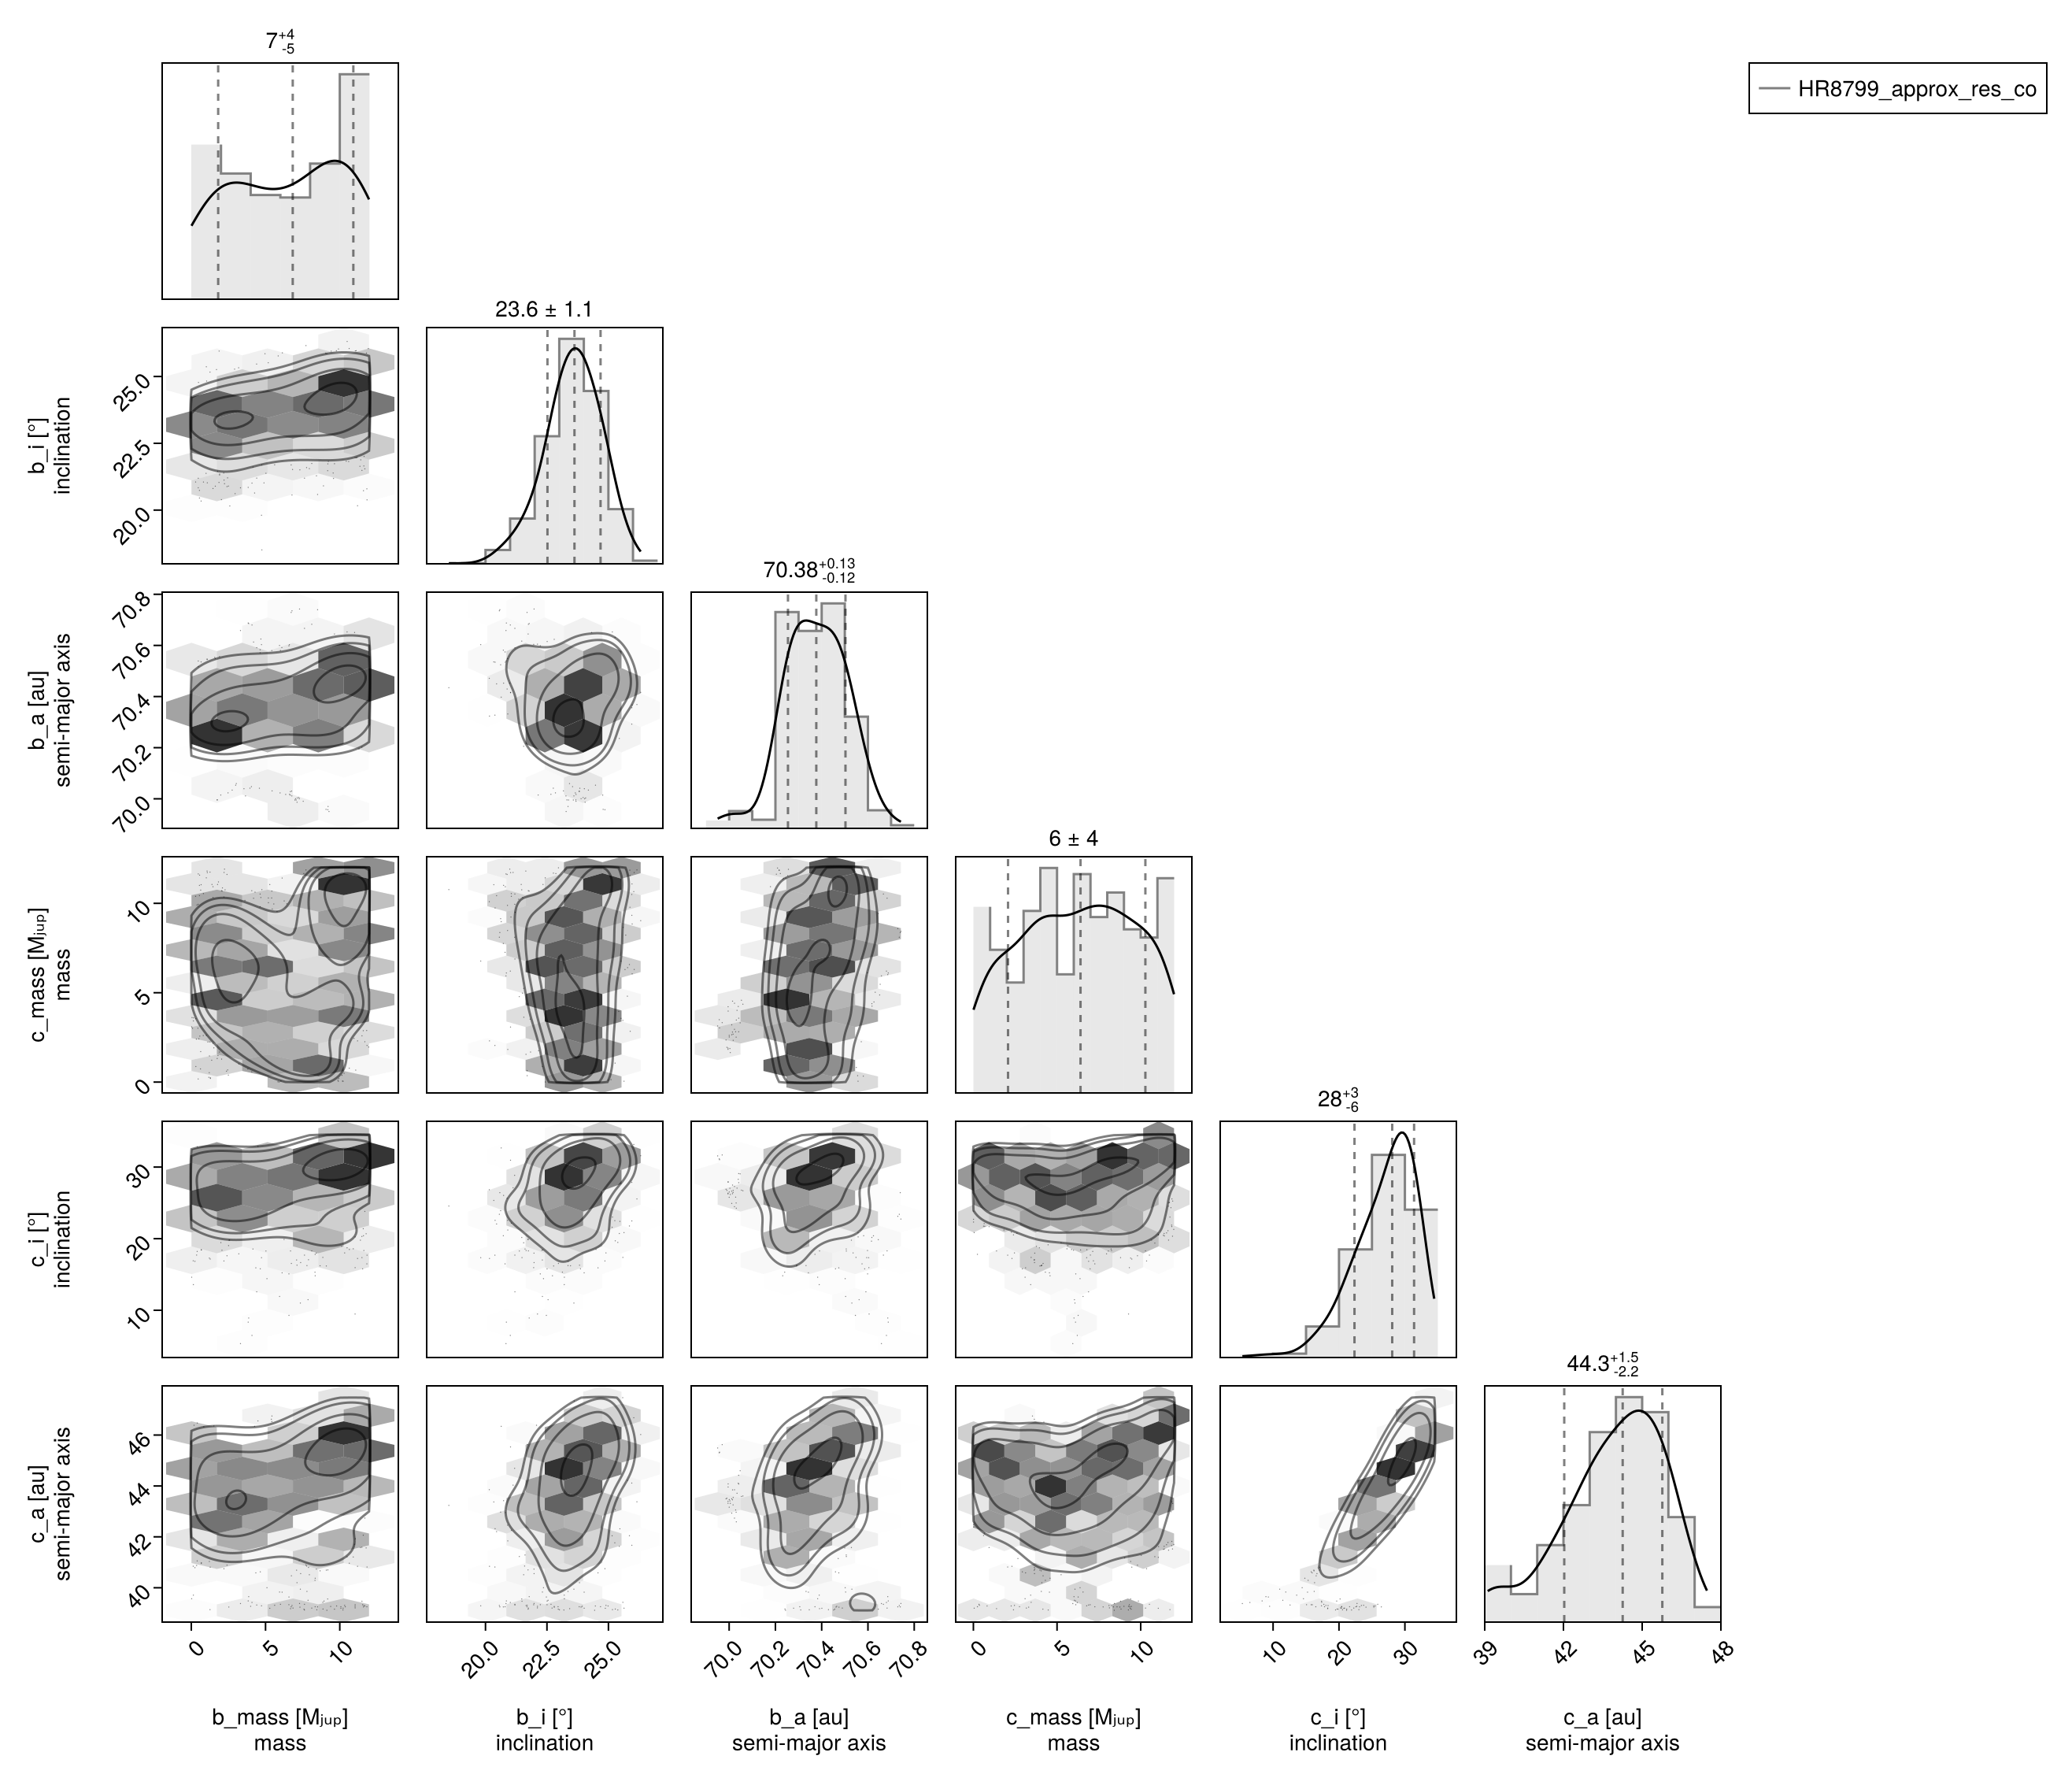 7+4-5
HR8799_approx_res_co
23.6 ± 1.1
b_i [°]
inclination
25.0
22.5
20.0
70.38+0.13-0.12
b_a [au]
semi-major axis
70.8
70.6
70.4
70.2
70.0
6 ± 4
c_mass [Mⱼᵤₚ]
mass
10
5
0
28+3-6
c_i [°]
inclination
30
20
10
44.3+1.5-2.2
c_a [au]
semi-major axis
46
44
42
40
0 5 10 20.0 22.5 25.0 70.0 70.2 70.4 70.6 70.8 0 5 10 10 20 30 39 42 45 48
b_mass [Mⱼᵤₚ] b_i [°] b_a [au] c_mass [Mⱼᵤₚ] c_i [°] c_a [au]
mass inclination semi-major axis mass inclination semi-major axis